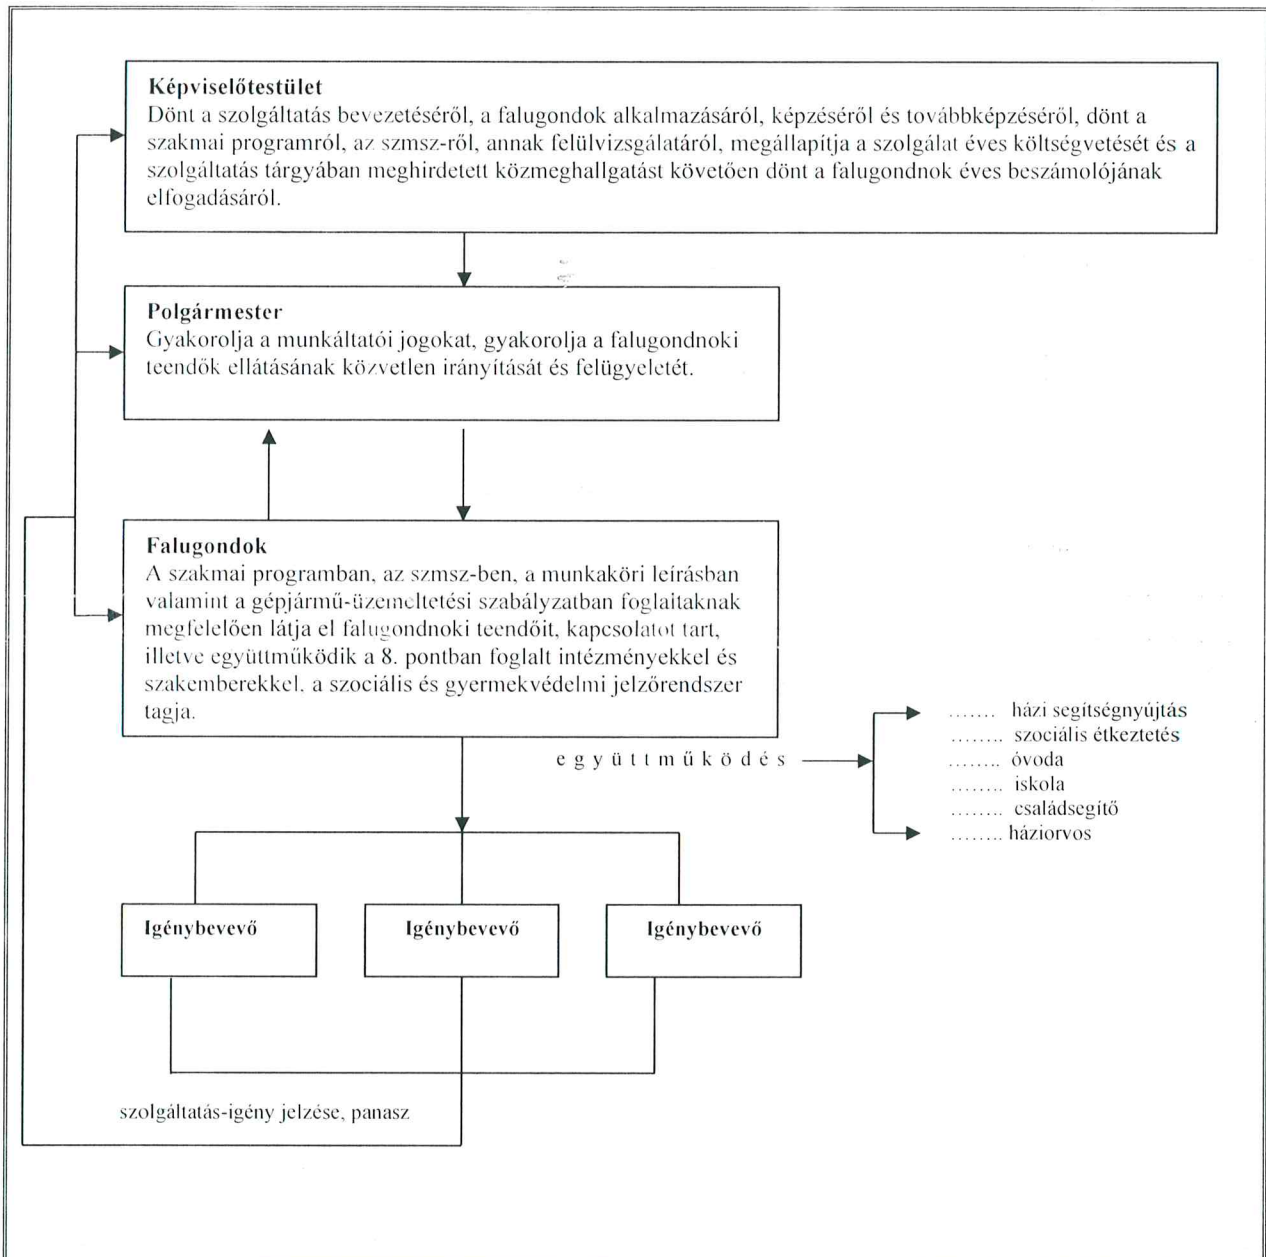 Képviselőtestület
Dönt a szolgáltatás bevezetéséről, a falugondok alkalmazásáról, képzéséről és továbbképzéséről, dönt a
szakmai programról, az szmsz-ről, annak felülvizsgálatáról, megállapítja a szolgálat éves költségvetését és a
szolgáltatás tárgyában meghirdetett közmeghallgatást követően dönt a falugondnok éves beszámolójának
elfogadásáról.
Polgármester
Gyakorolja a munkáltatói jogokat, gyakorolja a falugondnoki
teendők ellátásának közvetlen irányítását és felügyeletét.
Falugondok
A szakmai programban, az szmsz-ben, a munkaköri leírásban
valamint a gépjármű-üzemeltetési szabályzatban foglaltaknak
megfelelően látja el falugondnoki teendőit, kapcsolatot tart,
illetve együttműködik a 8. pontban foglalt intézményekkel és
szakemberekkel, a szociális és gyermekvédelmi jelzőrendszer
tagja.
e g y ü t t m ű k ö d é s
....... házi segítségnyújtás
........ szociális étkeztetés
........ óvoda
........ iskola
........ családsegítő
........ háziorvos
Igénybevevő
Igénybevevő
Igénybevevő
szolgáltatás-igény jelzése, panasz